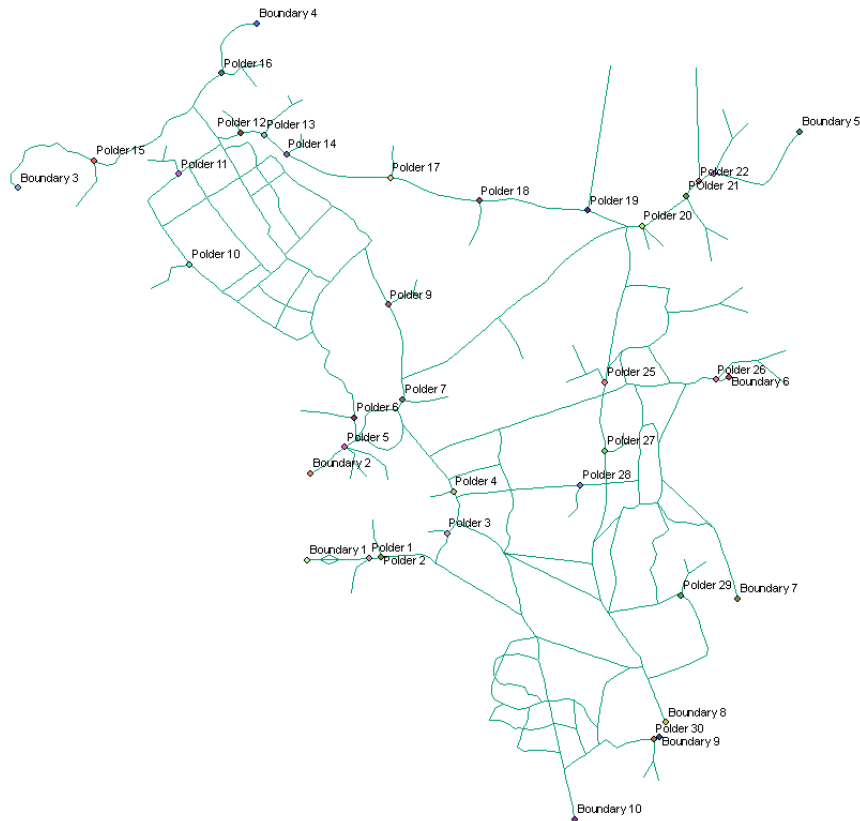 Boundary 4
Polder 16
Polder 12
Polder 13
Boundary 5
Polder 14
Polder 15
Polder 11
Polder 17
Polder 22
Boundary 3
Polder 21
Polder 18
Polder 19
Polder 20
Polder 10
Polder 9
Polder 25
Polder 26
Boundary 6
Polder 7
Polder 6
Polder 5
Polder 27
Boundary 2
Polder 4
Polder 28
Polder 3
Boundary 1
Polder 1
Polder 2
Polder 29
Boundary 7
Boundary 8
Polder 30
Boundary 9
Boundary 10